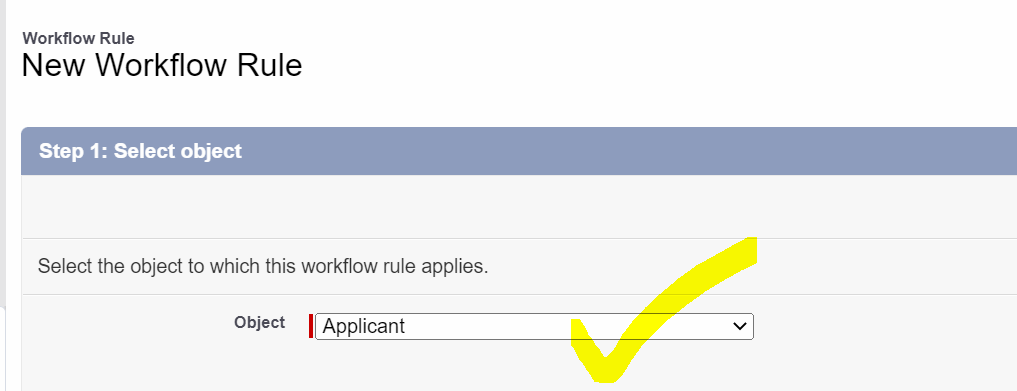 Workflow Rule
New Workflow Rule
Step 1: Select object
Select the object to which this workflow rule applies.
Object Applicant